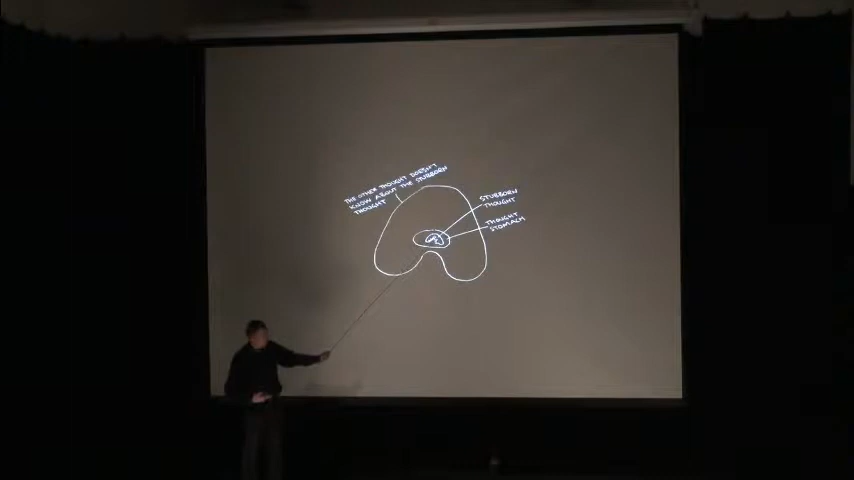 THE OTHER THOUGHT DOESN'T
KNOW ABOUT THE STUBBORN
THOUGHT
STUBBORN
THOUGHT
THOUGHT
STOMACH